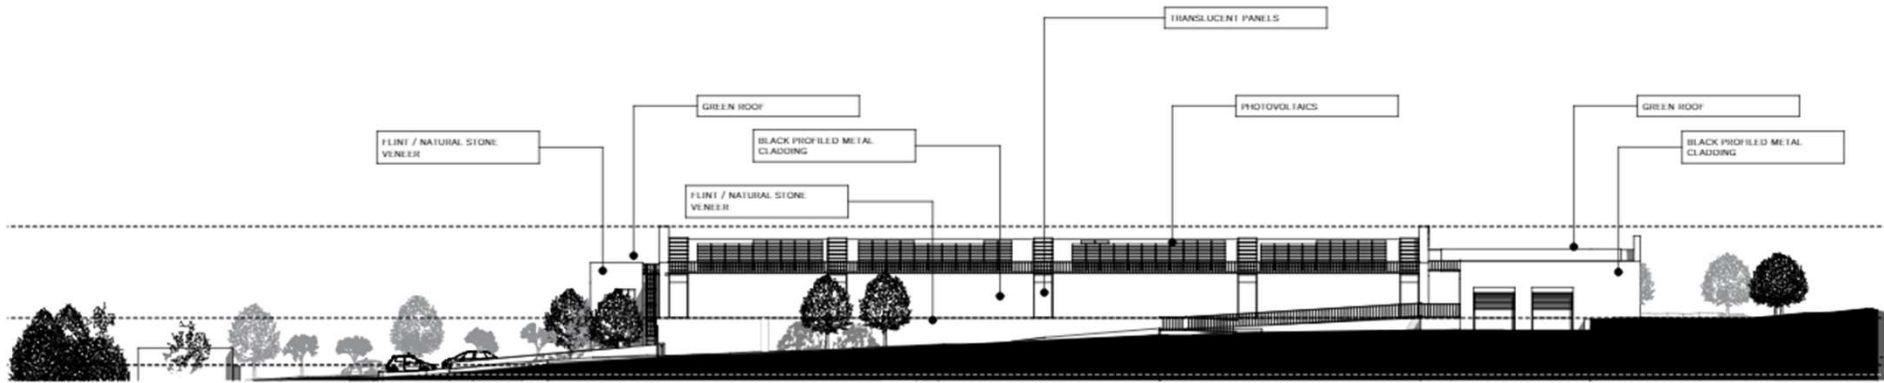 TRANSLUCENT PANELS
GREEN ROOF
PHOTOVOLTAICS
GREEN ROOF
FLINT / NATURAL STONE
VENEER
BLACK PROFILED METAL
CLADDING
BLACK PROFILED METAL
CLADDING
FLINT / NATURAL STONE
VENEER